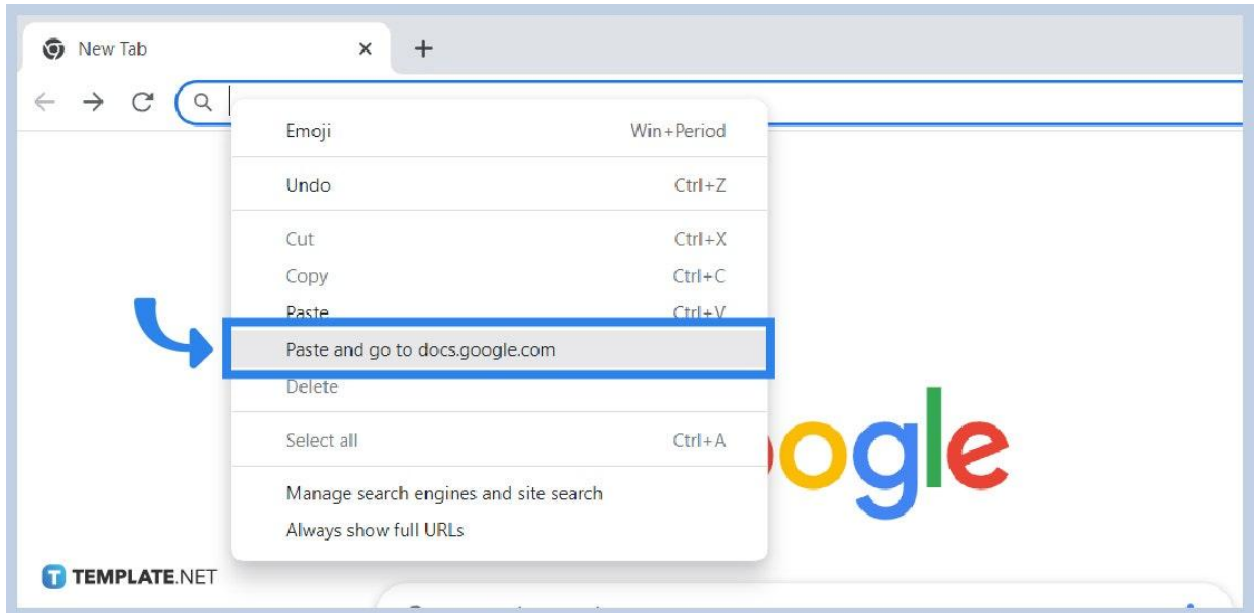 New Tab
Emoji Win+Period
Undo Ctrl+Z
Cut Ctrl+X
Copy Ctrl+C
Paste Ctrl+V
Paste and go to docs.google.com
Delete
ogle
Select all Ctrl+A
Manage search engines and site search
Always show full URLs
T TEMPLATE.NET